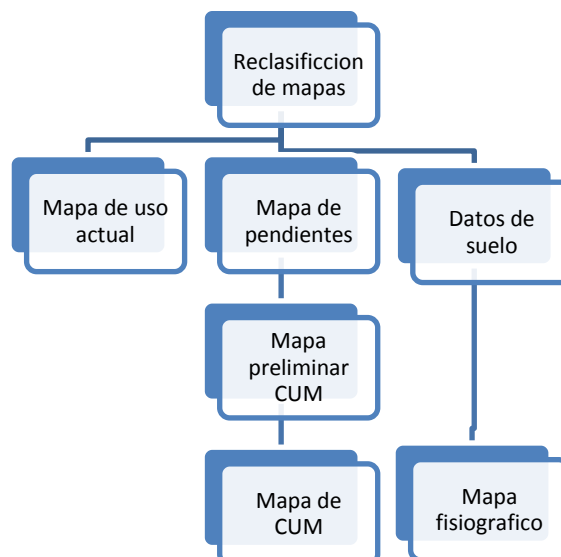 Reclasificcion
de mapas
Mapa de uso
actual
Mapa de
pendientes
Datos de
suelo
Mapa
preliminar
CUM
Mapa de
CUM
Mapa
fisiografico